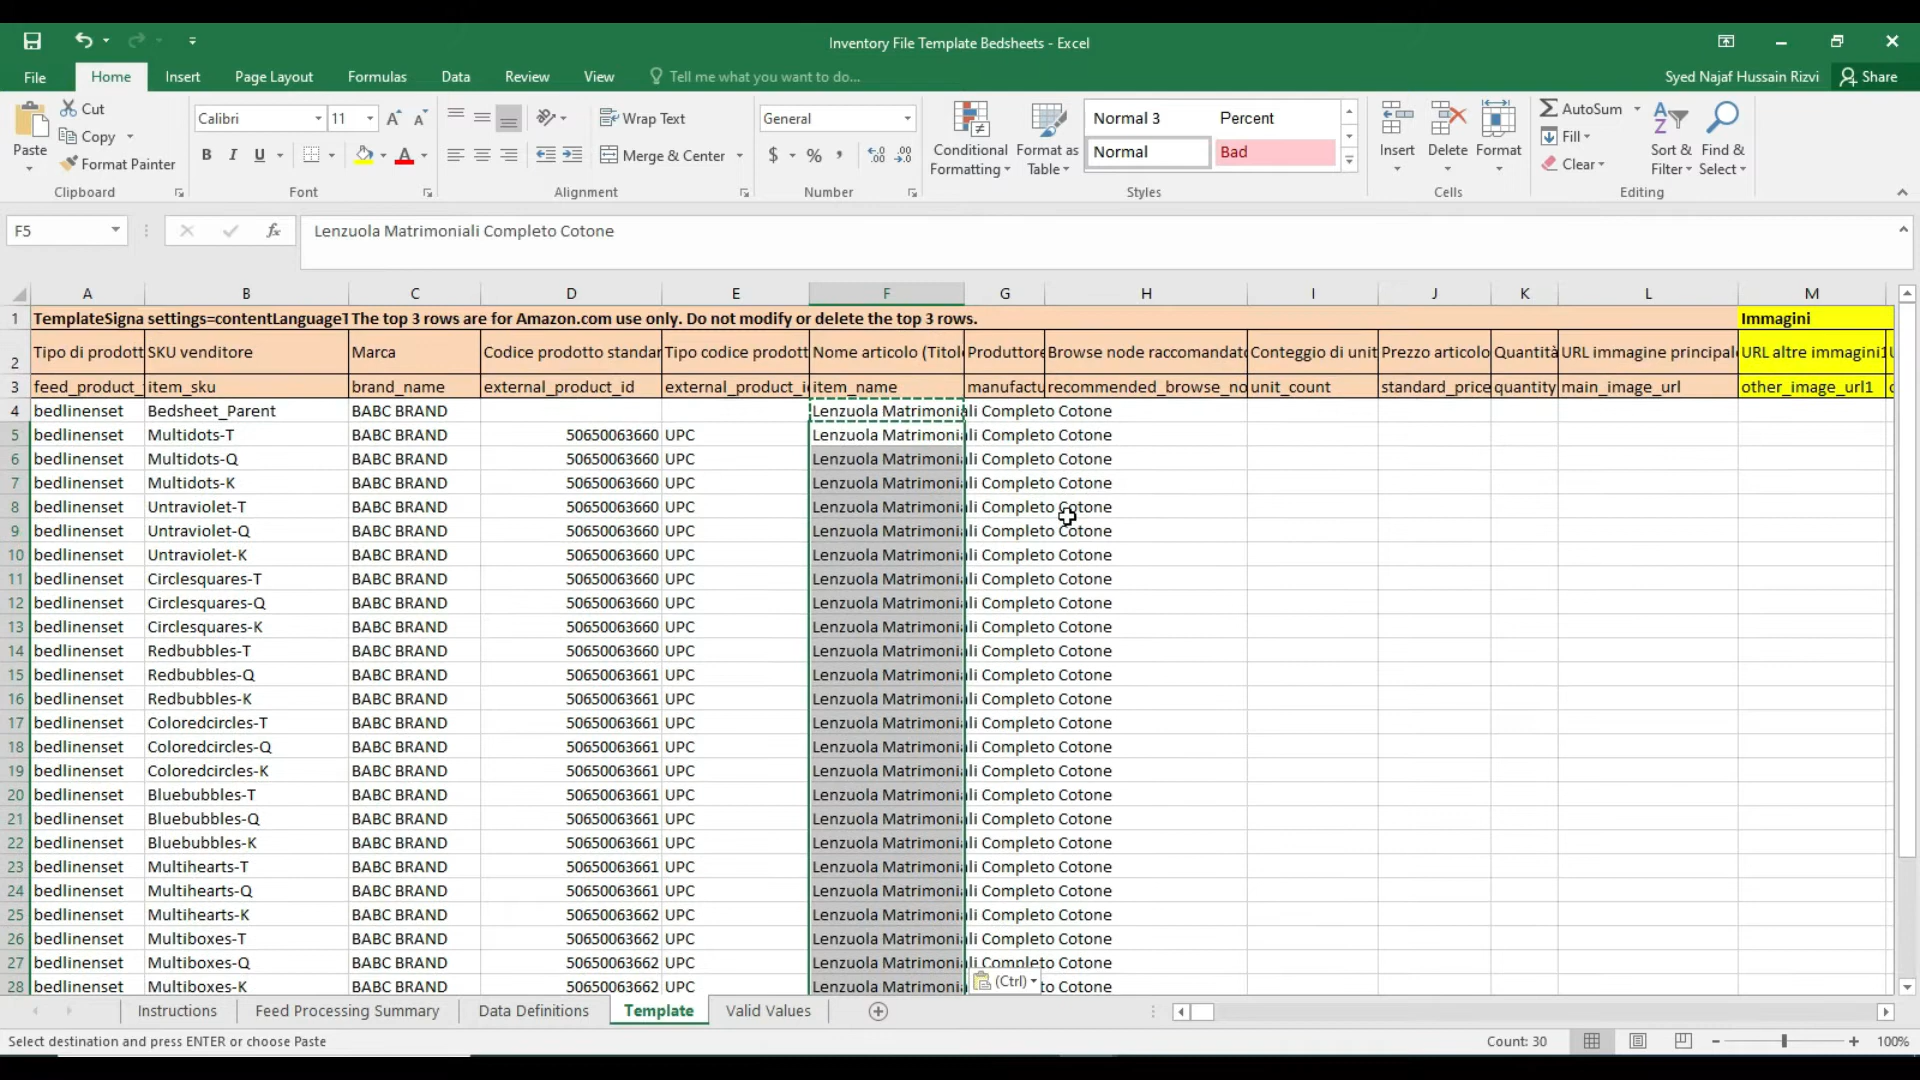 Inventory File Template Bedsheets - Excel
File Home Insert Page Layout Formulas Data Review View Tell me what you want to do... Syed Najaf Hussain Rizvi Share
Paste Cut Copy Format Painter Clipboard
Calibri 11 A A B I U A Font
Wrap Text Merge & Center Alignment
General $ % , Number
Conditional Formatting Format as Table Normal 3 Percent Normal Bad Styles
Insert Delete Format Cells
AutoSum Fill Clear Sort & Filter Find & Select Editing
F5 fx Lenzuola Matrimoniali Completo Cotone
A B C D E F G H I J K L M
1 TemplateSigna settings=contentLanguageT The top 3 rows are for Amazon.com use only. Do not modify or delete the top 3 rows. Immagini
2 Tipo di prodott SKU venditore Marca Codice prodotto standar Tipo codice prodott Nome articolo (Titol Produttore Browse node raccomandat Conteggio di unit Prezzo articolo Quantità URL immagine principal URL altre immagini1
3 feed_product_ item_sku brand_name external_product_id external_product_i item_name manufactu recommended_browse_no unit_count standard_price quantity main_image_url other_image_url1
4 bedlinenset Bedsheet_Parent BABC BRAND Lenzuola Matrimoniali Completo Cotone
5 bedlinenset Multidots-T BABC BRAND 50650063660 UPC Lenzuola Matrimoniali Completo Cotone
6 bedlinenset Multidots-Q BABC BRAND 50650063660 UPC Lenzuola Matrimoniali Completo Cotone
7 bedlinenset Multidots-K BABC BRAND 50650063660 UPC Lenzuola Matrimoniali Completo Cotone
8 bedlinenset Untraviolet-T BABC BRAND 50650063660 UPC Lenzuola Matrimoniali Completo Cotone
9 bedlinenset Untraviolet-Q BABC BRAND 50650063660 UPC Lenzuola Matrimoniali Completo Cotone
10 bedlinenset Untraviolet-K BABC BRAND 50650063660 UPC Lenzuola Matrimoniali Completo Cotone
11 bedlinenset Circlesquares-T BABC BRAND 50650063660 UPC Lenzuola Matrimoniali Completo Cotone
12 bedlinenset Circlesquares-Q BABC BRAND 50650063660 UPC Lenzuola Matrimoniali Completo Cotone
13 bedlinenset Circlesquares-K BABC BRAND 50650063660 UPC Lenzuola Matrimoniali Completo Cotone
14 bedlinenset Redbubbles-T BABC BRAND 50650063660 UPC Lenzuola Matrimoniali Completo Cotone
15 bedlinenset Redbubbles-Q BABC BRAND 50650063661 UPC Lenzuola Matrimoniali Completo Cotone
16 bedlinenset Redbubbles-K BABC BRAND 50650063661 UPC Lenzuola Matrimoniali Completo Cotone
17 bedlinenset Coloredcircles-T BABC BRAND 50650063661 UPC Lenzuola Matrimoniali Completo Cotone
18 bedlinenset Coloredcircles-Q BABC BRAND 50650063661 UPC Lenzuola Matrimoniali Completo Cotone
19 bedlinenset Coloredcircles-K BABC BRAND 50650063661 UPC Lenzuola Matrimoniali Completo Cotone
20 bedlinenset Bluebubbles-T BABC BRAND 50650063661 UPC Lenzuola Matrimoniali Completo Cotone
21 bedlinenset Bluebubbles-Q BABC BRAND 50650063661 UPC Lenzuola Matrimoniali Completo Cotone
22 bedlinenset Bluebubbles-K BABC BRAND 50650063661 UPC Lenzuola Matrimoniali Completo Cotone
23 bedlinenset Multihearts-T BABC BRAND 50650063661 UPC Lenzuola Matrimoniali Completo Cotone
24 bedlinenset Multihearts-Q BABC BRAND 50650063661 UPC Lenzuola Matrimoniali Completo Cotone
25 bedlinenset Multihearts-K BABC BRAND 50650063662 UPC Lenzuola Matrimoniali Completo Cotone
26 bedlinenset Multiboxes-T BABC BRAND 50650063662 UPC Lenzuola Matrimoniali Completo Cotone
27 bedlinenset Multiboxes-Q BABC BRAND 50650063662 UPC Lenzuola Matrimoniali Completo Cotone
28 bedlinenset Multiboxes-K BABC BRAND 50650063662 UPC Lenzuola Matrimoniali Completo Cotone
(Ctrl)
Instructions Feed Processing Summary Data Definitions Template Valid Values
Select destination and press ENTER or choose Paste Count: 30 100%